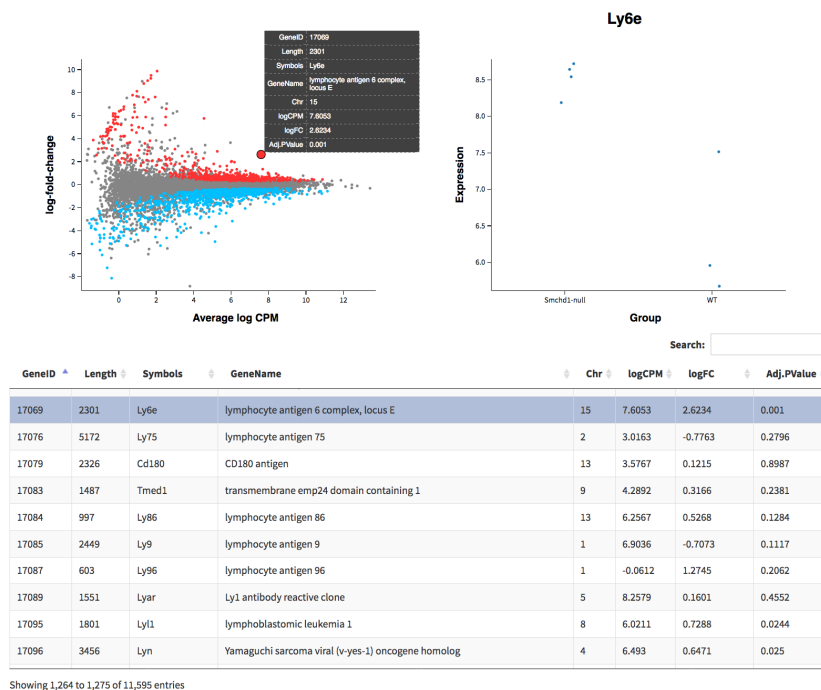 Ly6e
GeneID 17069
Length 2301
Symbols Ly6e
GeneName lymphocyte antigen 6 complex,
locus E
Chr 15
logCPM 7.6053
logFC 2.6234
Adj.PValue 0.001
10
8
6
4
2
0
-2
-4
-6
-8
log-fold-change
0 2 4 6 8 10 12
Average log CPM
8.5
8.0
7.5
7.0
6.5
6.0
Expression
Smchd1-null WT
Group
Search:
GeneID Length Symbols GeneName Chr logCPM logFC Adj.PValue
17069 2301 Ly6e lymphocyte antigen 6 complex, locus E 15 7.6053 2.6234 0.001
17076 5172 Ly75 lymphocyte antigen 75 2 3.0163 -0.7763 0.2796
17079 2326 Cd180 CD180 antigen 13 3.5767 0.1215 0.8987
17083 1487 Tmed1 transmembrane emp24 domain containing 1 9 4.2892 0.3166 0.2381
17084 997 Ly86 lymphocyte antigen 86 13 6.2567 0.5268 0.1284
17085 2449 Ly9 lymphocyte antigen 9 1 6.9036 -0.7073 0.1117
17087 603 Ly96 lymphocyte antigen 96 1 -0.0612 1.2745 0.2062
17089 1551 Lyar Ly1 antibody reactive clone 5 8.2579 0.1601 0.4552
17095 1801 Lyl1 lymphoblastomic leukemia 1 8 6.0211 0.7288 0.0244
17096 3456 Lyn Yamaguchi sarcoma viral (v-yes-1) oncogene homolog 4 6.493 0.6471 0.025
Showing 1,264 to 1,275 of 11,595 entries